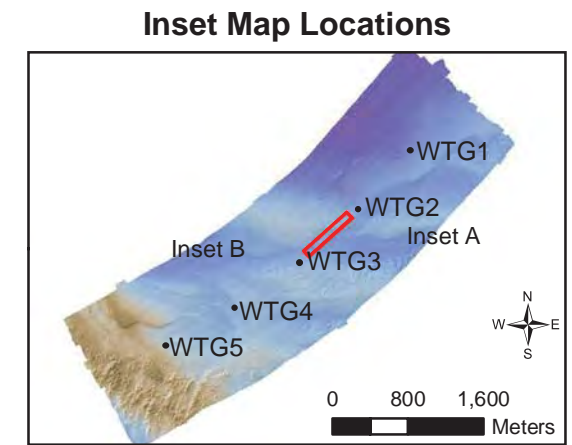 Inset Map Locations
WTG1
WTG2
Inset A
Inset B
WTG3
WTG4
WTG5
N
W E
S
0 800 1,600
Meters